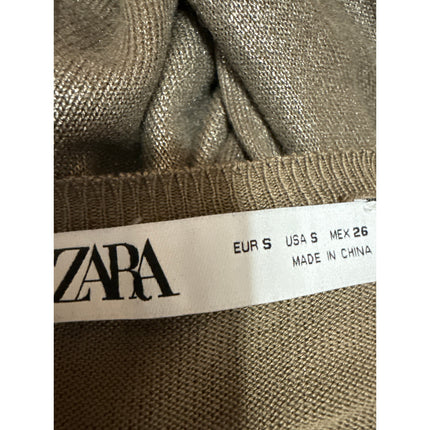 ZARA
EUR S USA S MEX 26
MADE IN CHINA